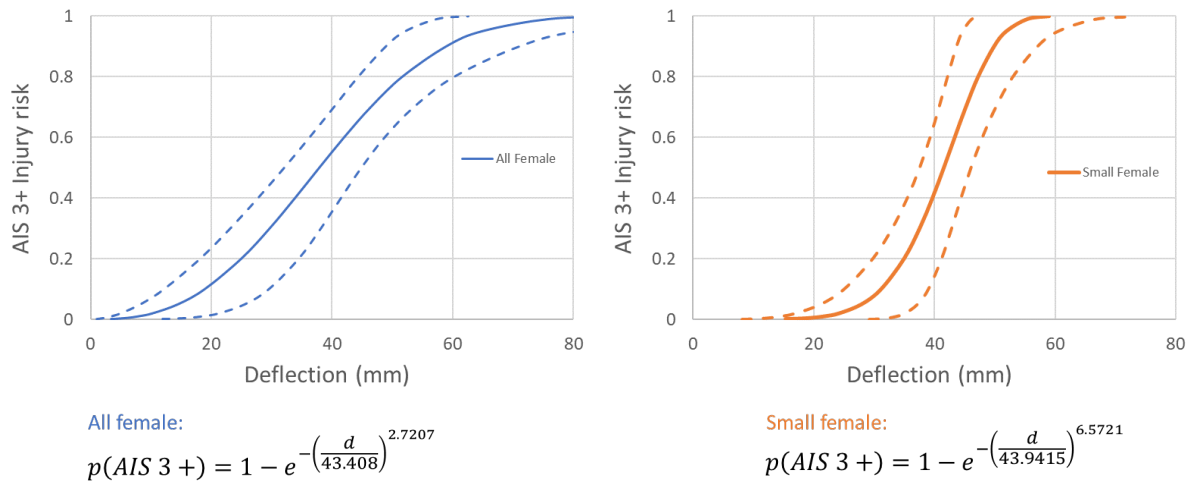 AIS 3+ Injury risk
1
0.8
0.6
0.4
0.2
0
0 20 40 60 80
Deflection (mm)
All Female
All female:
p(AIS 3 +) = 1 − e^{−(d/43.408)^{2.7207}}
AIS 3+ Injury risk
1
0.8
0.6
0.4
0.2
0
0 20 40 60 80
Deflection (mm)
Small Female
Small female:
p(AIS 3 +) = 1 − e^{−(d/43.9415)^{6.5721}}